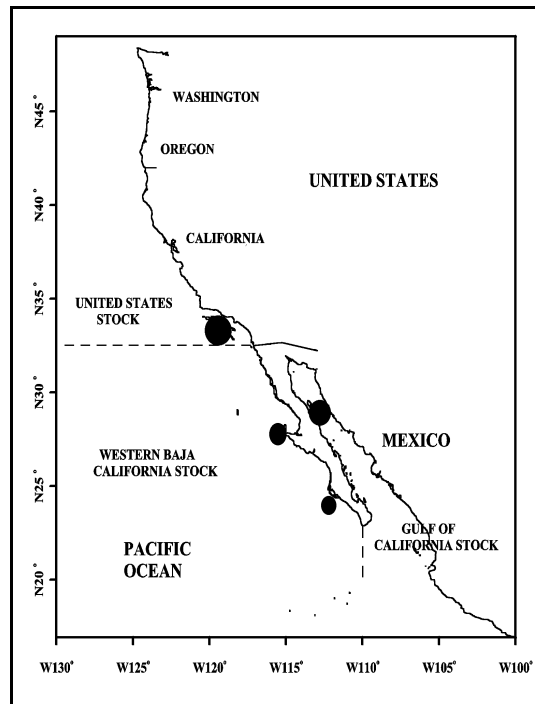 WASHINGTON
OREGON
UNITED STATES
CALIFORNIA
UNITED STATES
STOCK
WESTERN BAJA
CALIFORNIA STOCK
MEXICO
GULF OF
CALIFORNIA STOCK
PACIFIC
OCEAN
N45°
N40°
N35°
N30°
N25°
N20°
W130° W125° W120° W115° W110° W105° W100°